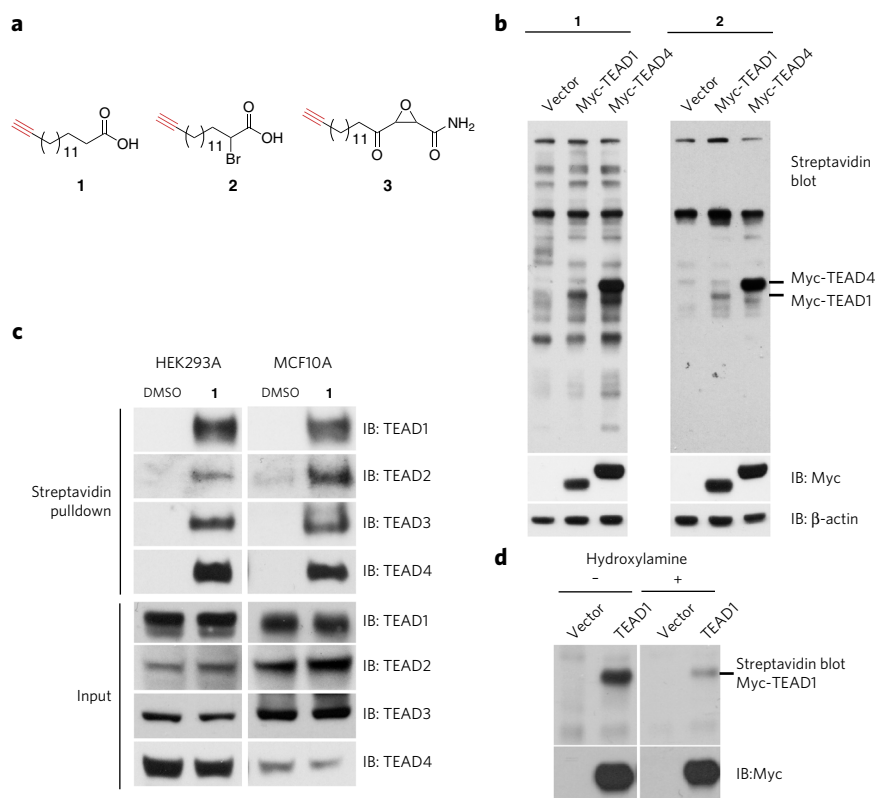 a
O
OH
11
1
O
OH
11
Br
2
O
NH₂
11
O
O
3
b
1
2
Vector
Myc-TEAD1
Myc-TEAD4
Vector
Myc-TEAD1
Myc-TEAD4
Streptavidin
blot
Myc-TEAD4
Myc-TEAD1
IB: Myc
IB: β-actin
c
HEK293A
MCF10A
DMSO
1
DMSO
1
Streptavidin
pulldown
IB: TEAD1
IB: TEAD2
IB: TEAD3
IB: TEAD4
Input
IB: TEAD1
IB: TEAD2
IB: TEAD3
IB: TEAD4
d
Hydroxylamine
–
+
Vector
TEAD1
Vector
TEAD1
Streptavidin blot
Myc-TEAD1
IB:Myc